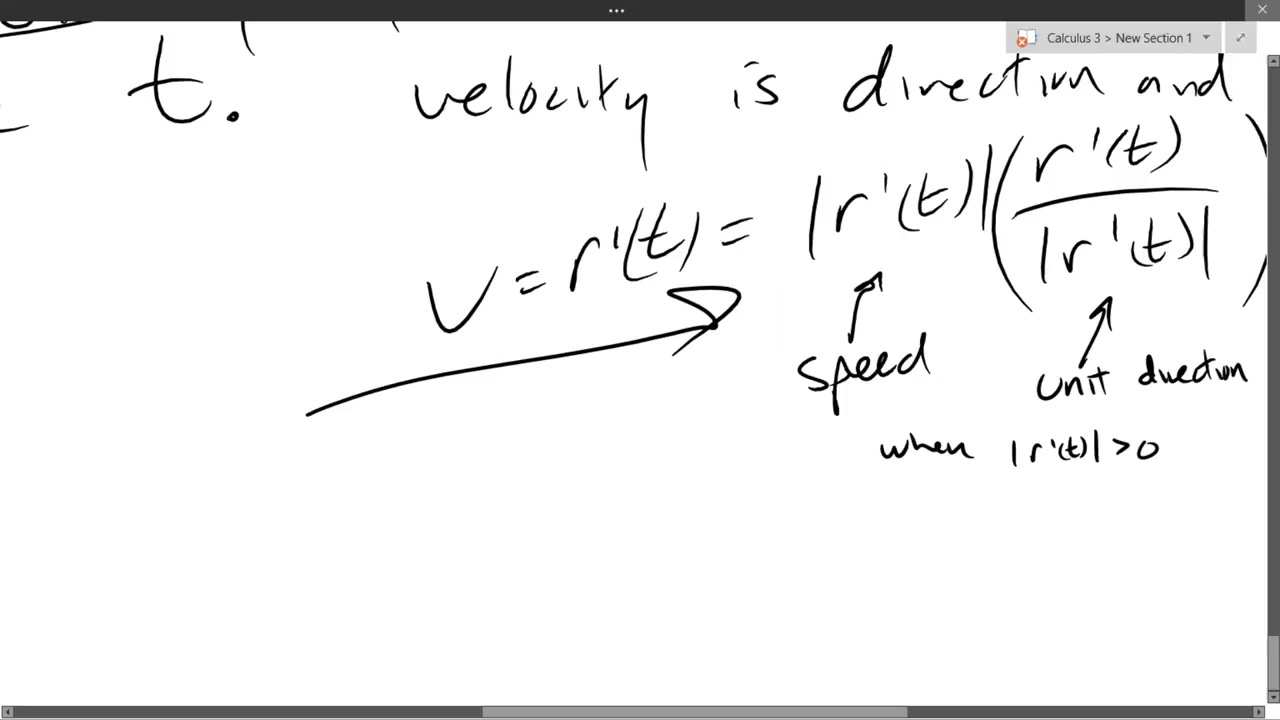 Calculus 3 > New Section 1
t. velocity is direction and
v = r'(t) = |r'(t)| ( r'(t) / |r'(t)| )
speed
unit direction
when |r'(t)| > 0